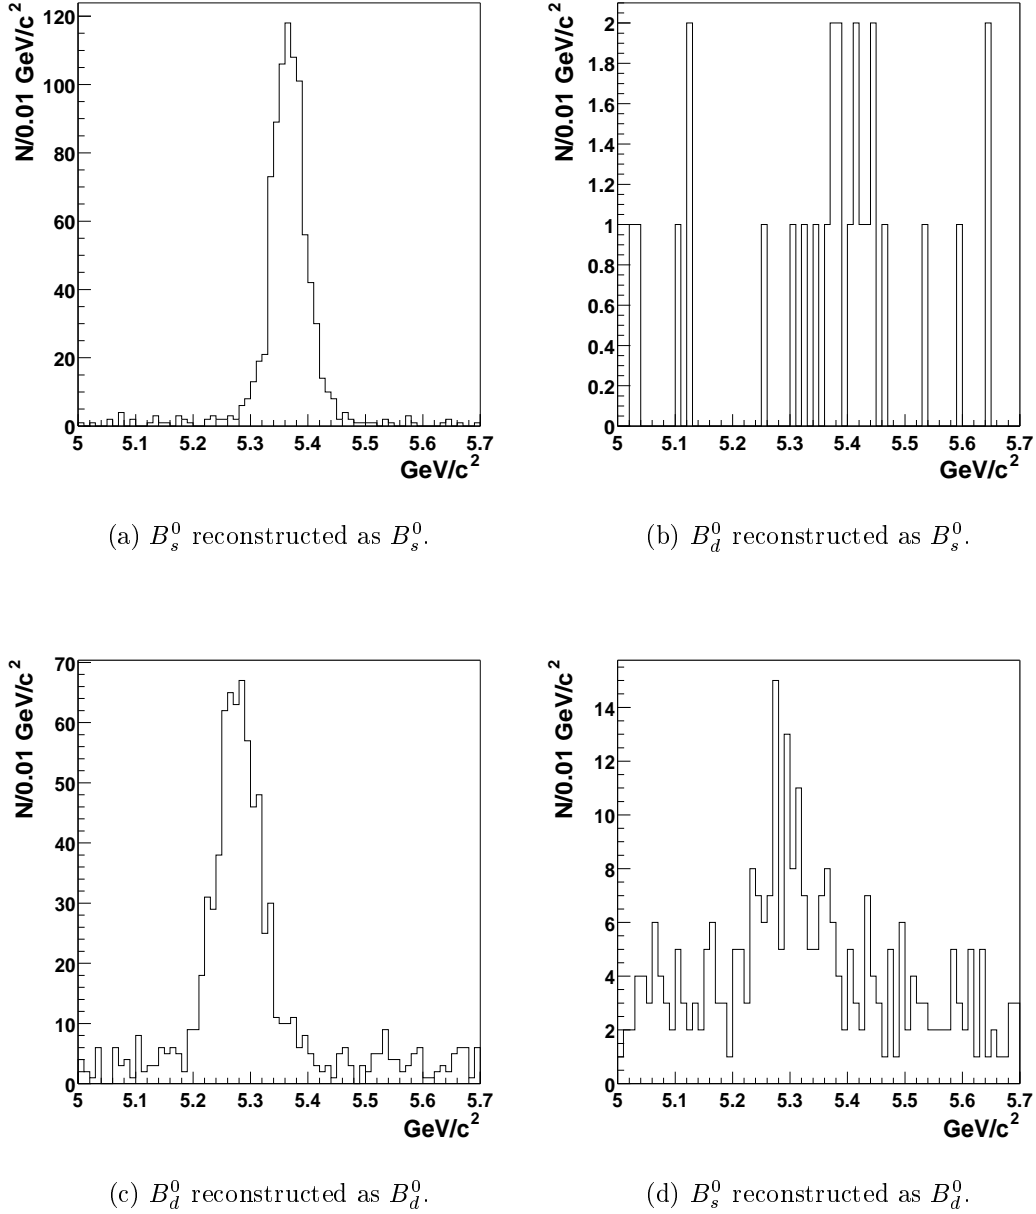 N/0.01 GeV/c²
120
100
80
60
40
20
0
5 5.1 5.2 5.3 5.4 5.5 5.6 5.7
GeV/c²
(a) B⁰ₛ reconstructed as B⁰ₛ.
N/0.01 GeV/c²
2
1.8
1.6
1.4
1.2
1
0.8
0.6
0.4
0.2
0
5 5.1 5.2 5.3 5.4 5.5 5.6 5.7
GeV/c²
(b) B⁰_d reconstructed as B⁰ₛ.
N/0.01 GeV/c²
70
60
50
40
30
20
10
0
5 5.1 5.2 5.3 5.4 5.5 5.6 5.7
GeV/c²
(c) B⁰_d reconstructed as B⁰_d.
N/0.01 GeV/c²
14
12
10
8
6
4
2
0
5 5.1 5.2 5.3 5.4 5.5 5.6 5.7
GeV/c²
(d) B⁰ₛ reconstructed as B⁰_d.